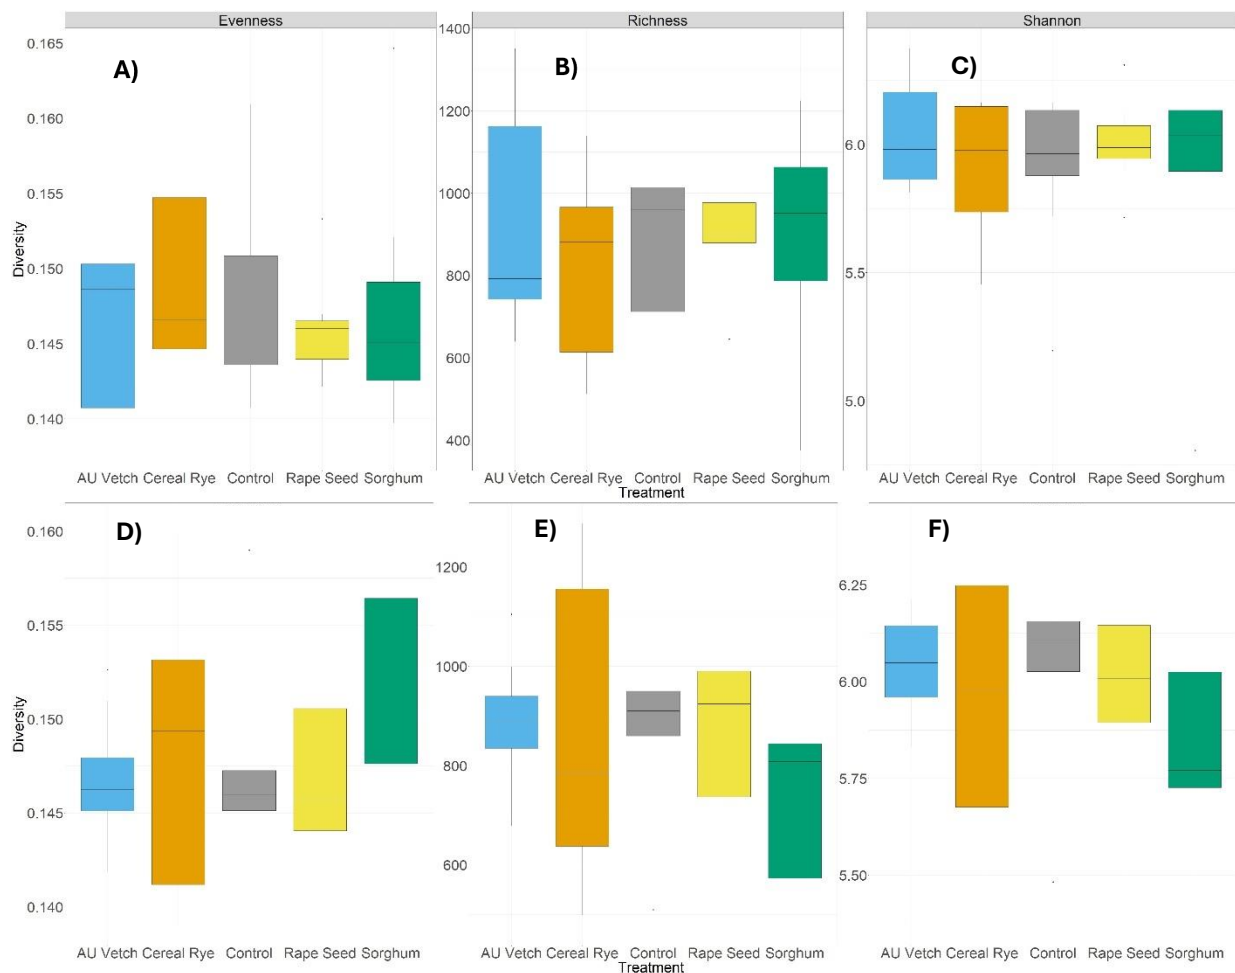 Evenness
Richness
Shannon
A)
B)
C)
Diversity
0.165
0.160
0.155
0.150
0.145
0.140
1400
1200
1000
800
600
400
6.0
5.5
5.0
AU Vetch Cereal Rye Control Rape Seed Sorghum
AU Vetch Cereal Rye Control Rape Seed Sorghum
AU Vetch Cereal Rye Control Rape Seed Sorghum
Treatment
D)
E)
F)
Diversity
0.160
0.155
0.150
0.145
0.140
1200
1000
800
600
6.25
6.00
5.75
5.50
AU Vetch Cereal Rye Control Rape Seed Sorghum
AU Vetch Cereal Rye Control Rape Seed Sorghum
AU Vetch Cereal Rye Control Rape Seed Sorghum
Treatment